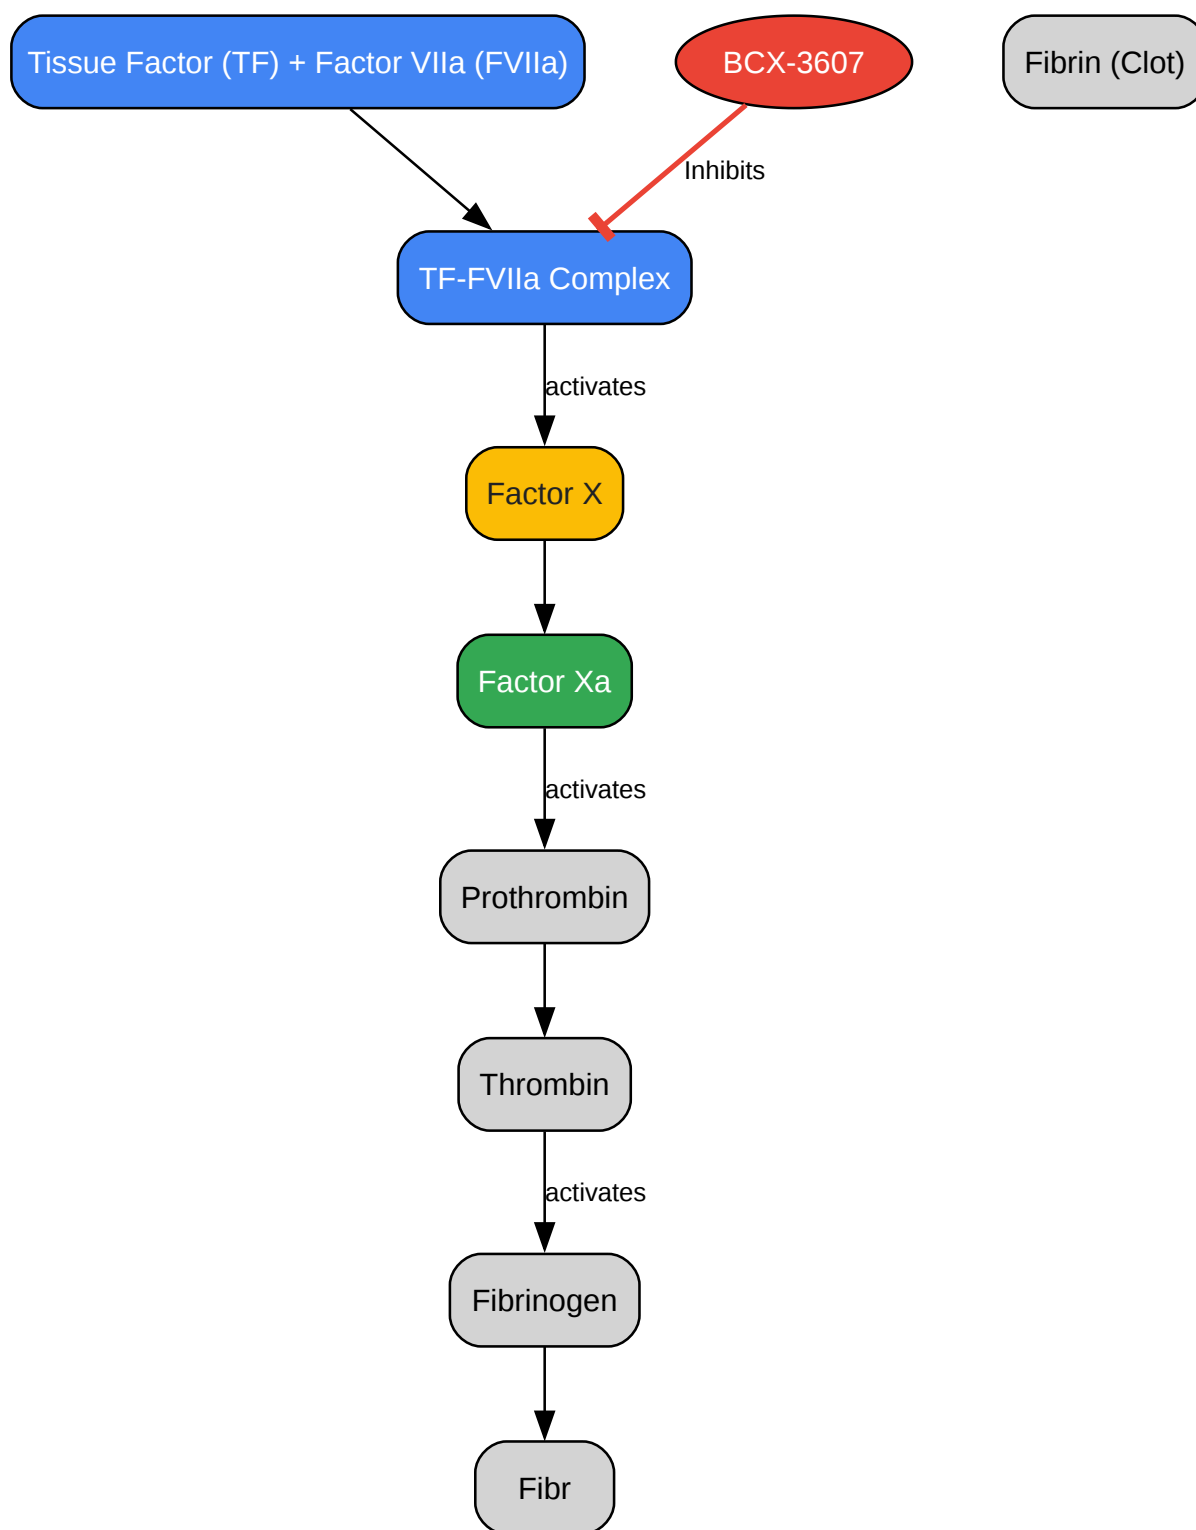 Tissue Factor (TF) + Factor VIIa (FVIIa)
BCX-3607
Fibrin (Clot)
Inhibits
TF-FVIIa Complex
activates
Factor X
Factor Xa
activates
Prothrombin
Thrombin
activates
Fibrinogen
Fibr